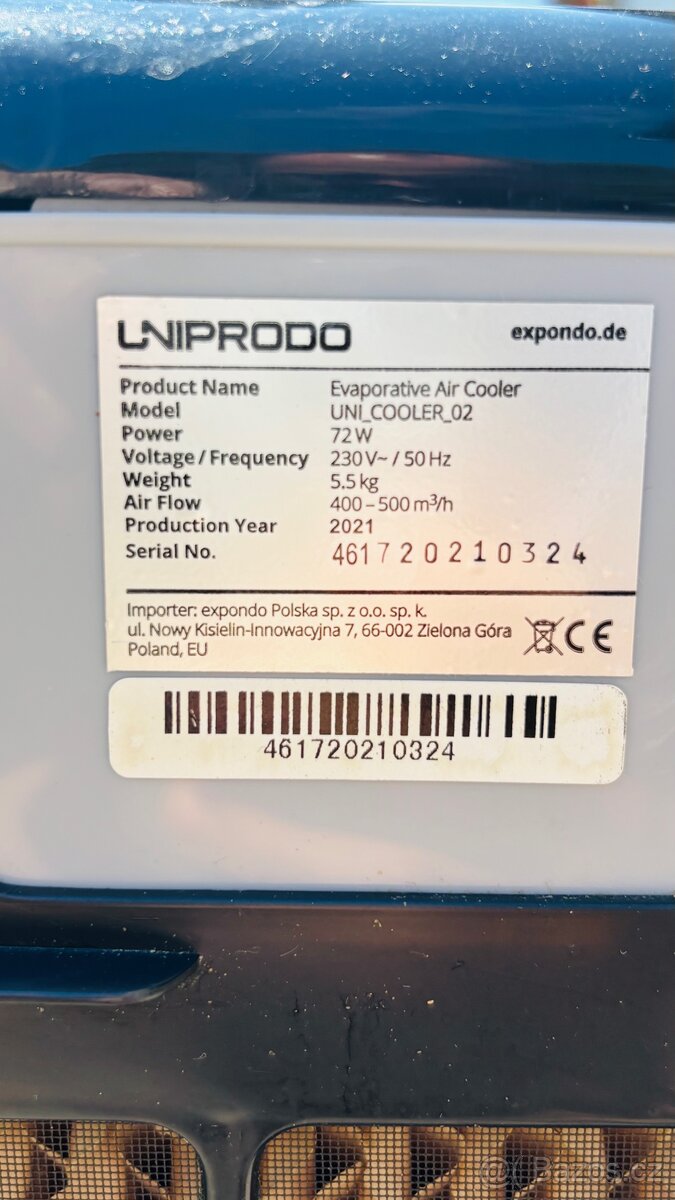 UNIPRODO expondo.de
Product Name Evaporative Air Cooler
Model UNI_COOLER_02
Power 72 W
Voltage / Frequency 230 V~ / 50 Hz
Weight 5.5 kg
Air Flow 400 – 500 m³/h
Production Year 2021
Serial No. 461720210324
Importer: expondo Polska sp. z o.o. sp. k.
ul. Nowy Kisielin-Innowacyjna 7, 66-002 Zielona Góra
Poland, EU
CE
461720210324
@ Bazos.cz